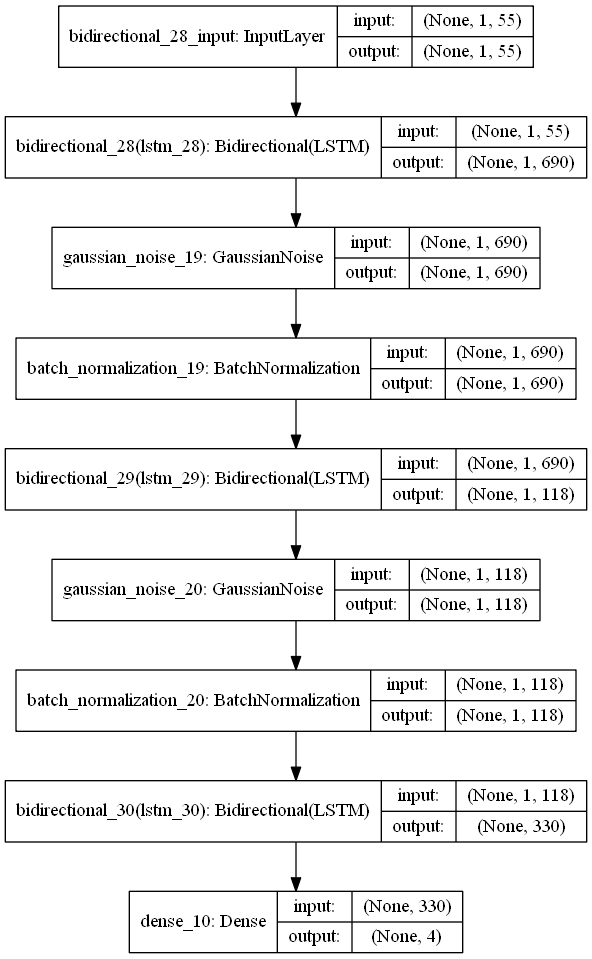 bidirectional_28_input: InputLayer
input: (None, 1, 55)
output: (None, 1, 55)
bidirectional_28(lstm_28): Bidirectional(LSTM)
input: (None, 1, 55)
output: (None, 1, 690)
gaussian_noise_19: GaussianNoise
input: (None, 1, 690)
output: (None, 1, 690)
batch_normalization_19: BatchNormalization
input: (None, 1, 690)
output: (None, 1, 690)
bidirectional_29(lstm_29): Bidirectional(LSTM)
input: (None, 1, 690)
output: (None, 1, 118)
gaussian_noise_20: GaussianNoise
input: (None, 1, 118)
output: (None, 1, 118)
batch_normalization_20: BatchNormalization
input: (None, 1, 118)
output: (None, 1, 118)
bidirectional_30(lstm_30): Bidirectional(LSTM)
input: (None, 1, 118)
output: (None, 330)
dense_10: Dense
input: (None, 330)
output: (None, 4)